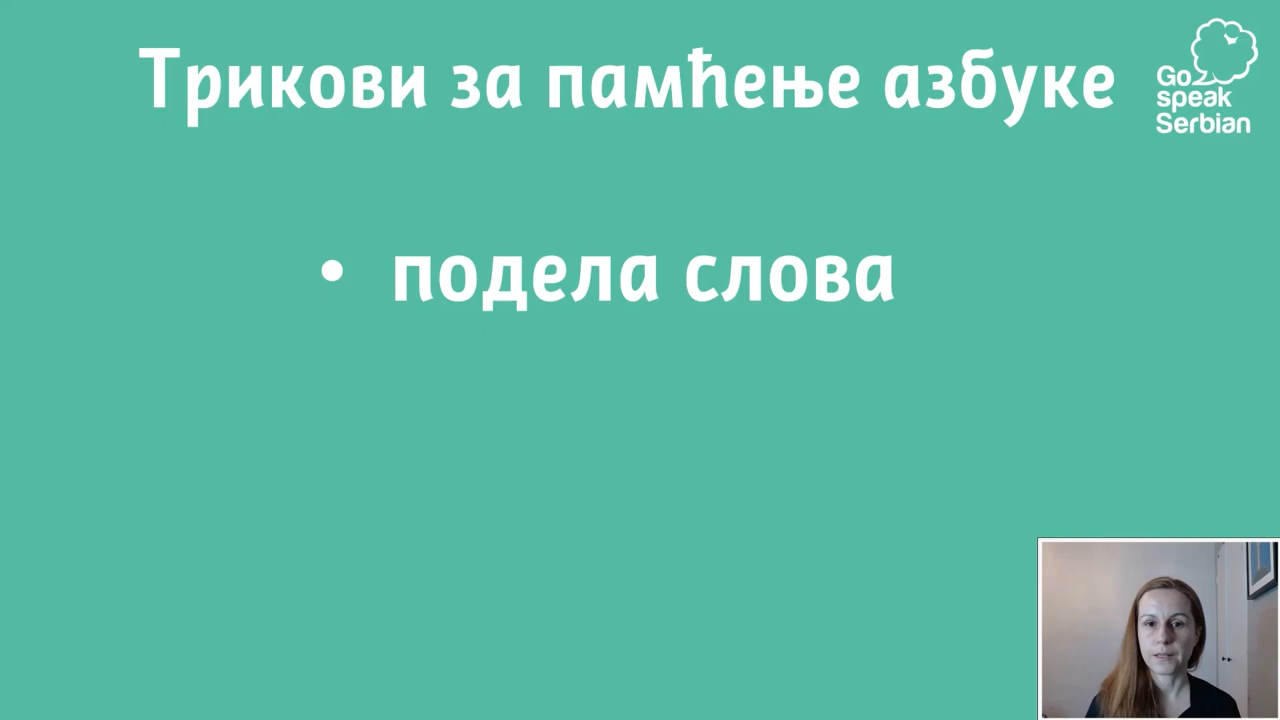 Трикови за памћење азбуке
Go
speak
Serbian
• подела слова